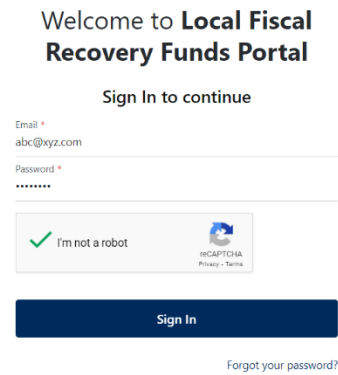 Welcome to Local Fiscal
Recovery Funds Portal
Sign In to continue
Email *
abc@xyz.com
Password *
••••••••
I'm not a robot
reCAPTCHA
Privacy - Terms
Sign In
Forgot your password?